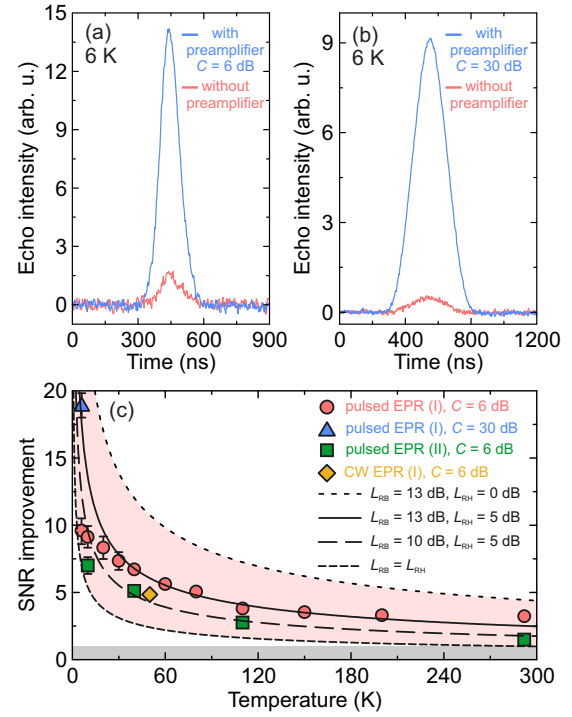 (a)
6 K
with
preamplifier
C = 6 dB
without
preamplifier
Echo intensity (arb. u.)
15
12
9
6
3
0
0 300 600 900
Time (ns)
(b)
6 K
with
preamplifier
C = 30 dB
without
preamplifier
Echo intensity (arb. u.)
9
6
3
0
0 400 800 1200
Time (ns)
(c)
pulsed EPR (I), C = 6 dB
pulsed EPR (I), C = 30 dB
pulsed EPR (II), C = 6 dB
CW EPR (I), C = 6 dB
L_RB = 13 dB, L_RH = 0 dB
L_RB = 13 dB, L_RH = 5 dB
L_RB = 10 dB, L_RH = 5 dB
L_RB = L_RH
SNR improvement
20
15
10
5
0
0 60 120 180 240 300
Temperature (K)